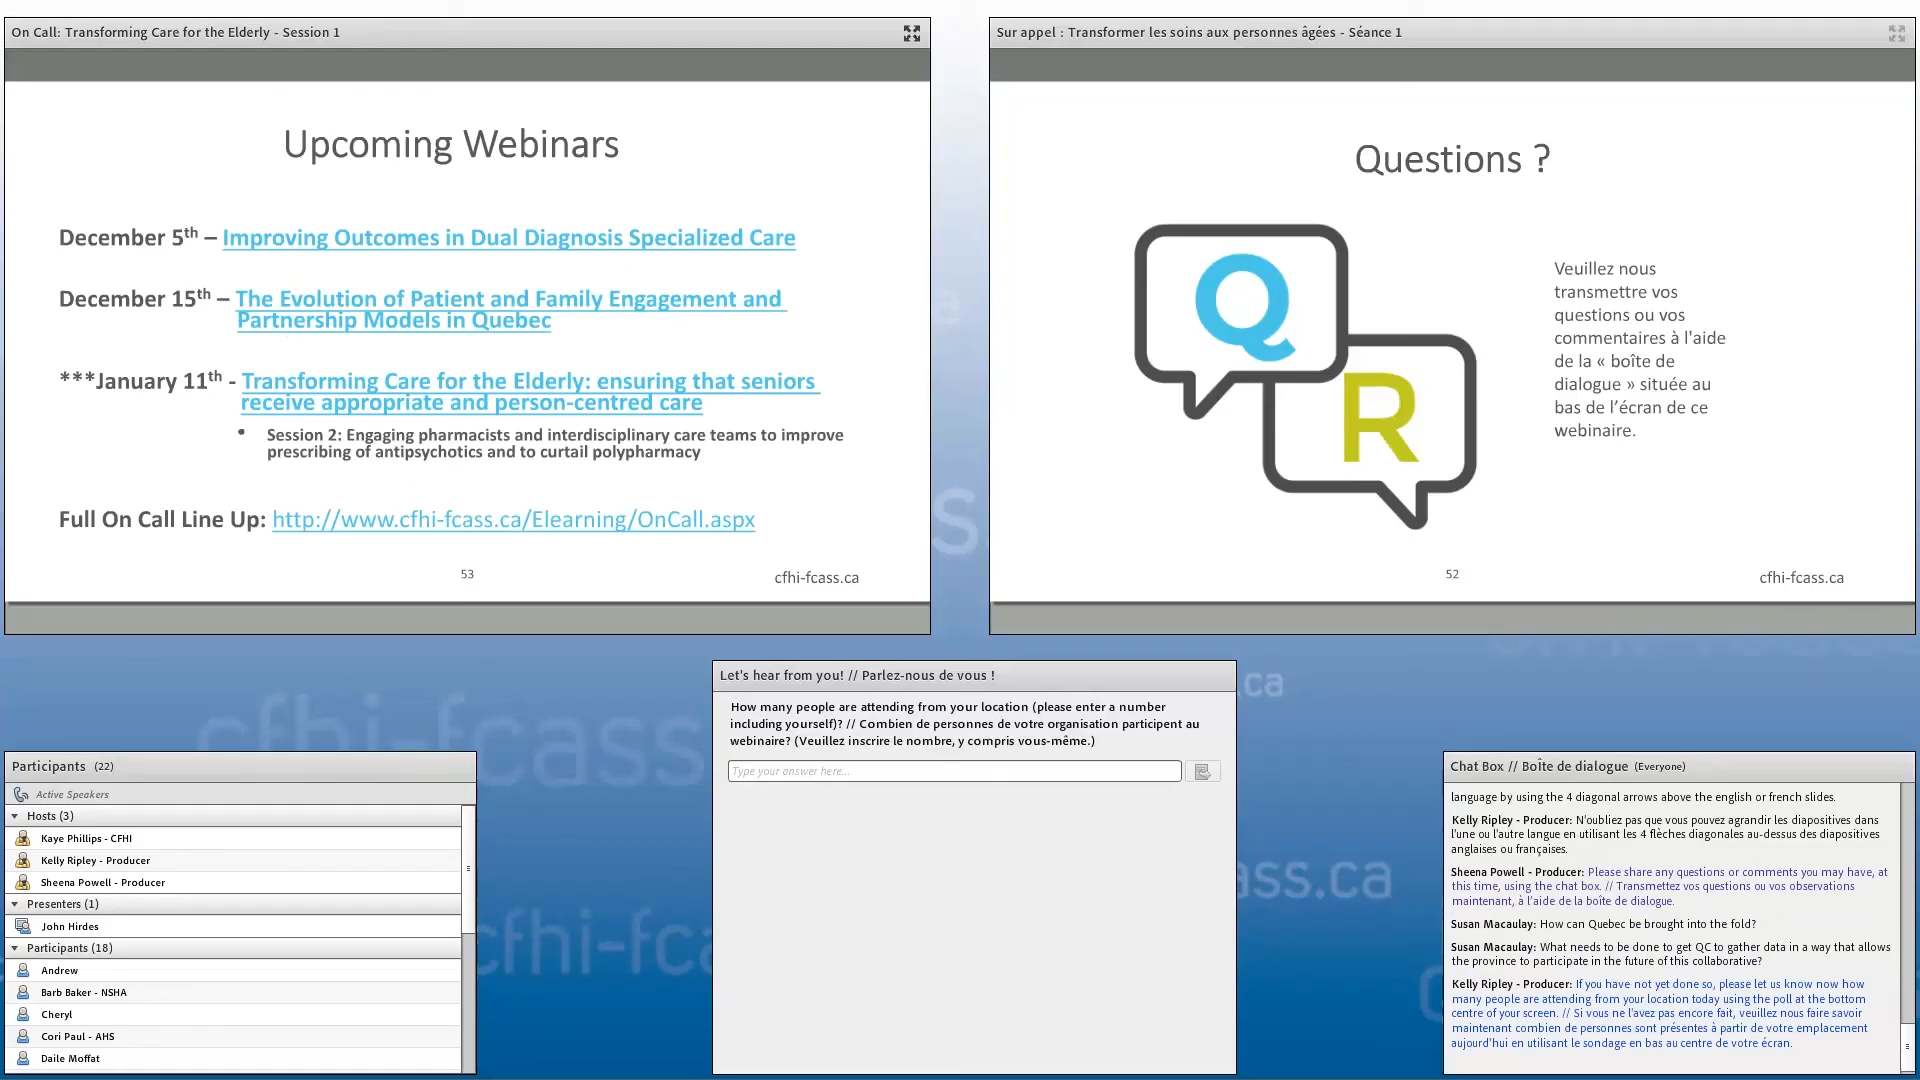 On Call: Transforming Care for the Elderly - Session 1
Upcoming Webinars
December 5th – Improving Outcomes in Dual Diagnosis Specialized Care
December 15th – The Evolution of Patient and Family Engagement and
Partnership Models in Quebec
***January 11th - Transforming Care for the Elderly: ensuring that seniors
receive appropriate and person-centred care
• Session 2: Engaging pharmacists and interdisciplinary care teams to improve
prescribing of antipsychotics and to curtail polypharmacy
Full On Call Line Up: http://www.cfhi-fcass.ca/Elearning/OnCall.aspx
53
cfhi-fcass.ca
Sur appel : Transformer les soins aux personnes âgées - Séance 1
Questions ?
Q
R
Veuillez nous
transmettre vos
questions ou vos
commentaires à l'aide
de la « boîte de
dialogue » située au
bas de l’écran de ce
webinaire.
52
cfhi-fcass.ca
Let's hear from you! // Parlez-nous de vous !
How many people are attending from your location (please enter a number
including yourself)? // Combien de personnes de votre organisation participent au
webinaire? (Veuillez inscrire le nombre, y compris vous-même.)
Type your answer here...
Participants (22)
Active Speakers
Hosts (3)
Kaye Phillips - CFHI
Kelly Ripley - Producer
Sheena Powell - Producer
Presenters (1)
John Hirdes
Participants (18)
Andrew
Barb Baker - NSHA
Cheryl
Cori Paul - AHS
Daile Moffat
Chat Box // Boîte de dialogue (Everyone)
language by using the 4 diagonal arrows above the english or french slides.
Kelly Ripley - Producer: N'oubliez pas que vous pouvez agrandir les diapositives dans
l'une ou l'autre langue en utilisant les 4 flèches diagonales au-dessus des diapositives
anglaises ou françaises.
Sheena Powell - Producer: Please share any questions or comments you may have, at
this time, using the chat box. // Transmettez vos questions ou vos observations
maintenant, à l’aide de la boîte de dialogue.
Susan Macaulay: How can Quebec be brought into the fold?
Susan Macaulay: What needs to be done to get QC to gather data in a way that allows
the province to participate in the future of this collaborative?
Kelly Ripley - Producer: If you have not yet done so, please let us know now how
many people are attending from your location today using the poll at the bottom
centre of your screen. // Si vous ne l'avez pas encore fait, veuillez nous faire savoir
maintenant combien de personnes sont présentes à partir de votre emplacement
aujourd'hui en utilisant le sondage en bas au centre de votre écran.
cfhi-fcass
.ca
ass.ca
cfhi-fca